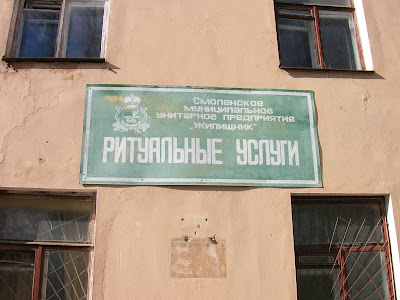 Смоленское
муниципальное
унитарное предприятие
„Жилищник"
РИТУАЛЬНЫЕ УСЛУГИ